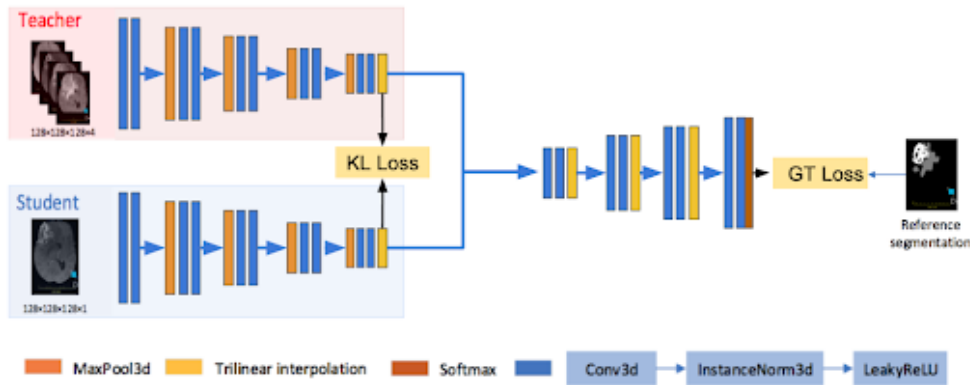 Teacher
128×128×128×4
KL Loss
Student
128×128×128×1
GT Loss
Reference
segmentation
MaxPool3d
Trilinear interpolation
Softmax
Conv3d
InstanceNorm3d
LeakyReLU